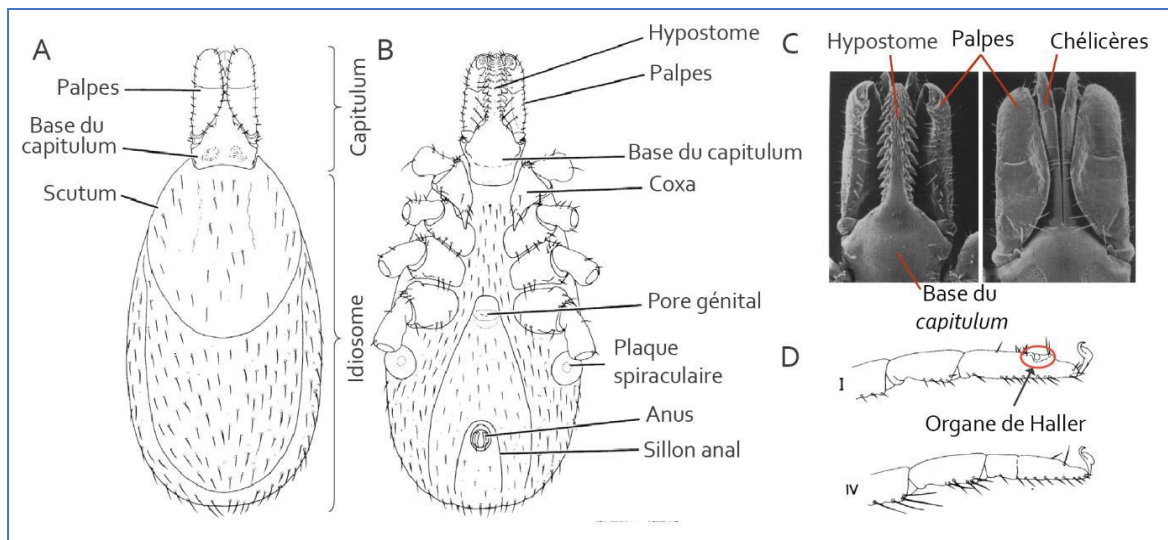 A
Palpes
Base du
capitulum
Scutum
Capitulum
Idiosome
B
Hypostome
Palpes
Base du capitulum
Coxa
Pore génital
Plaque
spiraculaire
Anus
Sillon anal
C
Hypostome
Palpes
Chélicères
Base du
capitulum
D
I
Organe de Haller
IV